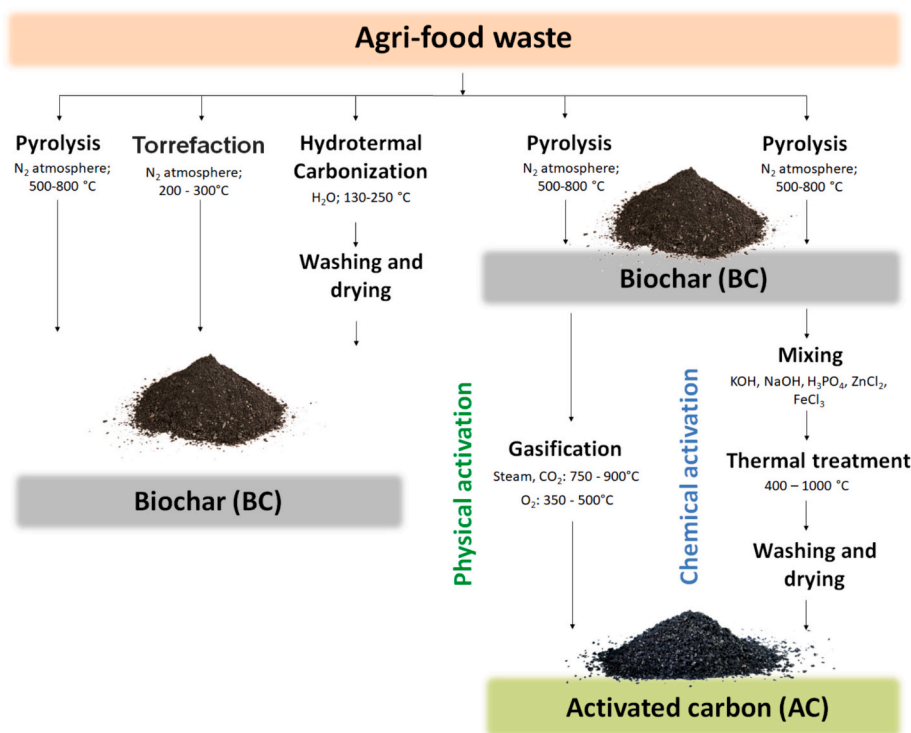 Agri-food waste
Pyrolysis
N₂ atmosphere;
500-800 °C
Torrefaction
N₂ atmosphere;
200 - 300°C
Hydrotermal
Carbonization
H₂O; 130-250 °C
Washing and
drying
Biochar (BC)
Pyrolysis
N₂ atmosphere;
500-800 °C
Pyrolysis
N₂ atmosphere;
500-800 °C
Biochar (BC)
Physical activation
Gasification
Steam, CO₂: 750 - 900°C
O₂: 350 - 500°C
Chemical activation
Mixing
KOH, NaOH, H₃PO₄, ZnCl₂,
FeCl₃
Thermal treatment
400 – 1000 °C
Washing and
drying
Activated carbon (AC)